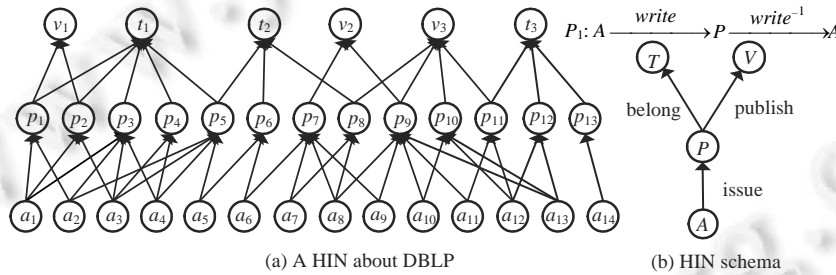 v1 t1 t2 v2 v3 t3
P1: A write P write-1 A
T V
belong publish
p1 p2 p3 p4 p5 p6 p7 p8 p9 p10 p11 p12 p13
P
issue
a1 a2 a3 a4 a5 a6 a7 a8 a9 a10 a11 a12 a13 a14
A
(a) A HIN about DBLP (b) HIN schema